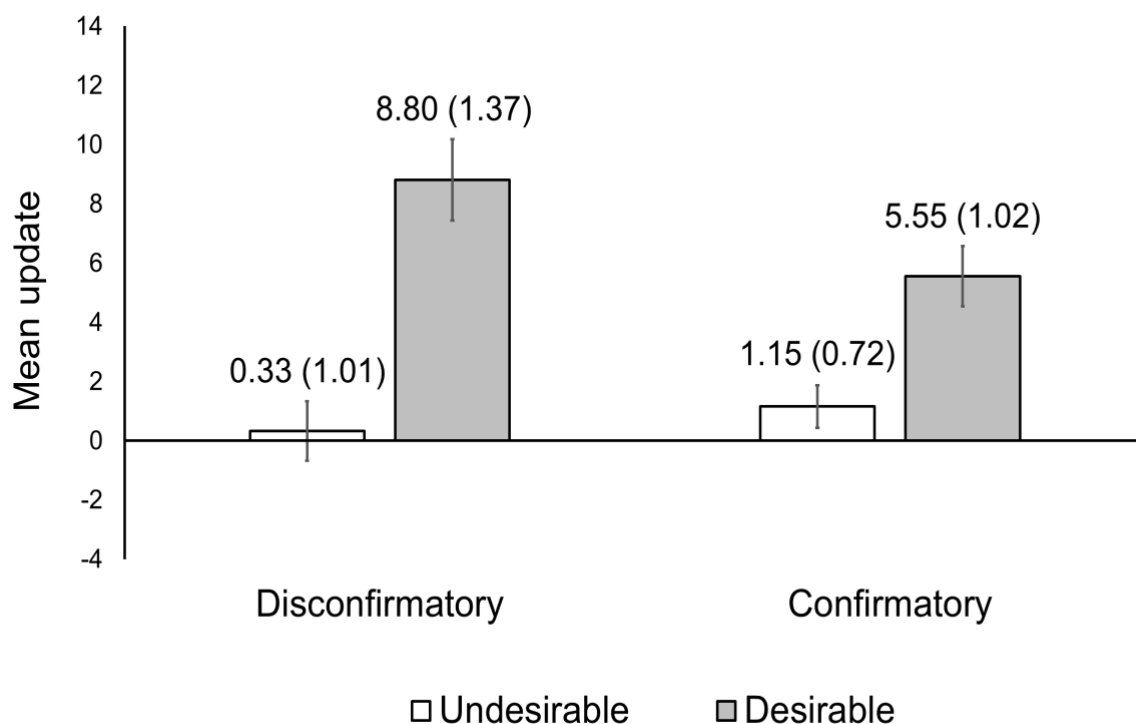 14
12
10
8
6
4
2
0
-2
-4
Mean update
8.80 (1.37)
5.55 (1.02)
0.33 (1.01)
1.15 (0.72)
Disconfirmatory
Confirmatory
Undesirable
Desirable